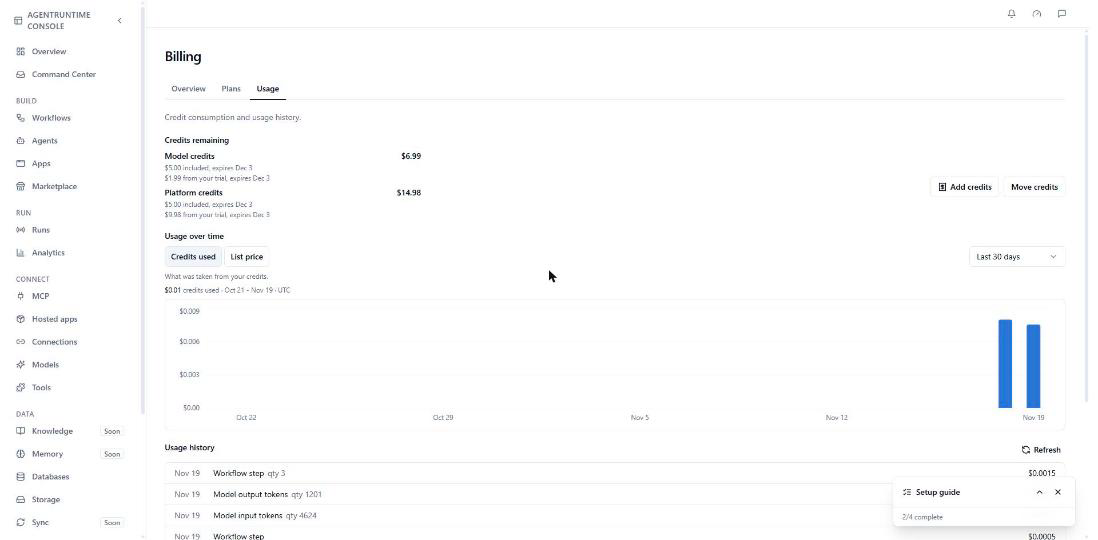 AGENTRUNTIME
CONSOLE
Overview
Command Center
BUILD
Workflows
Agents
Apps
Marketplace
RUN
Runs
Analytics
CONNECT
MCP
Hosted apps
Connections
Models
Tools
DATA
Knowledge Soon
Memory Soon
Databases
Storage
Sync Soon
Billing
Overview Plans Usage
Credit consumption and usage history.
Credits remaining
Model credits $6.99
$5.00 included, expires Dec 3
$1.99 from your trial, expires Dec 3
Platform credits $14.98
$5.00 included, expires Dec 3
$9.98 from your trial, expires Dec 3
Add credits Move credits
Usage over time
Credits used List price Last 30 days
What was taken from your credits.
$0.01 credits used · Oct 21 – Nov 19 · UTC
$0.009
$0.006
$0.003
$0.00
Oct 22 Oct 29 Nov 5 Nov 12 Nov 19
Usage history Refresh
Nov 19 Workflow step qty 3 $0.0015
Nov 19 Model output tokens qty 1201
Nov 19 Model input tokens qty 4624
Nov 19 Workflow step $0.0005
Setup guide
2/4 complete